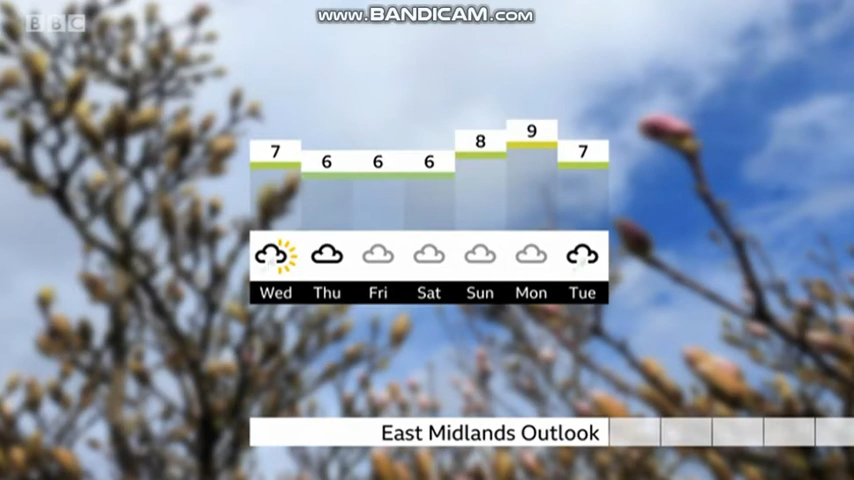 BBC
www.BANDICAM.com
7 6 6 6 8 9 7
Wed Thu Fri Sat Sun Mon Tue
East Midlands Outlook